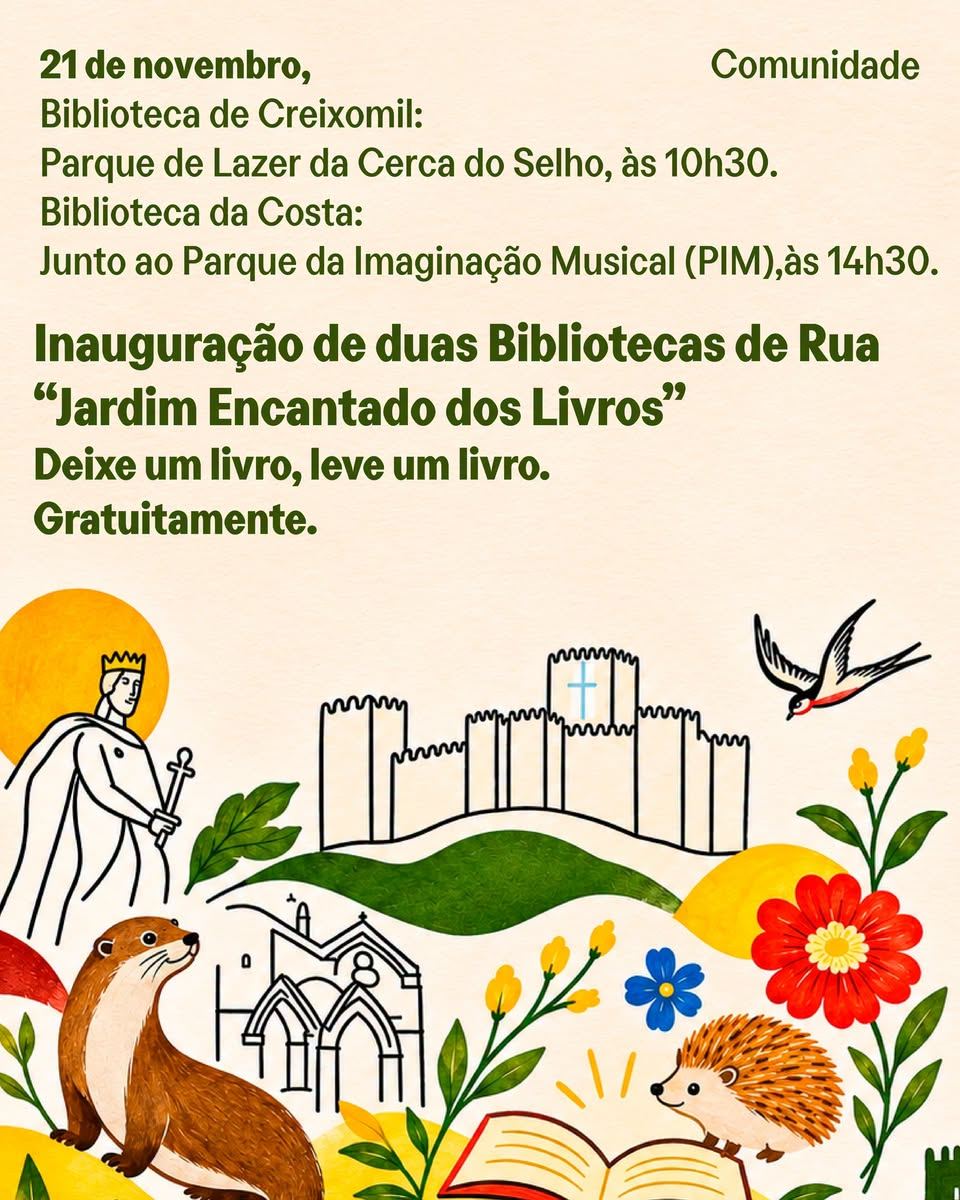 21 de novembro,
Comunidade
Biblioteca de Creixomil:
Parque de Lazer da Cerca do Selho, às 10h30.
Biblioteca da Costa:
Junto ao Parque da Imaginação Musical (PIM),às 14h30.
Inauguração de duas Bibliotecas de Rua
“Jardim Encantado dos Livros”
Deixe um livro, leve um livro.
Gratuitamente.